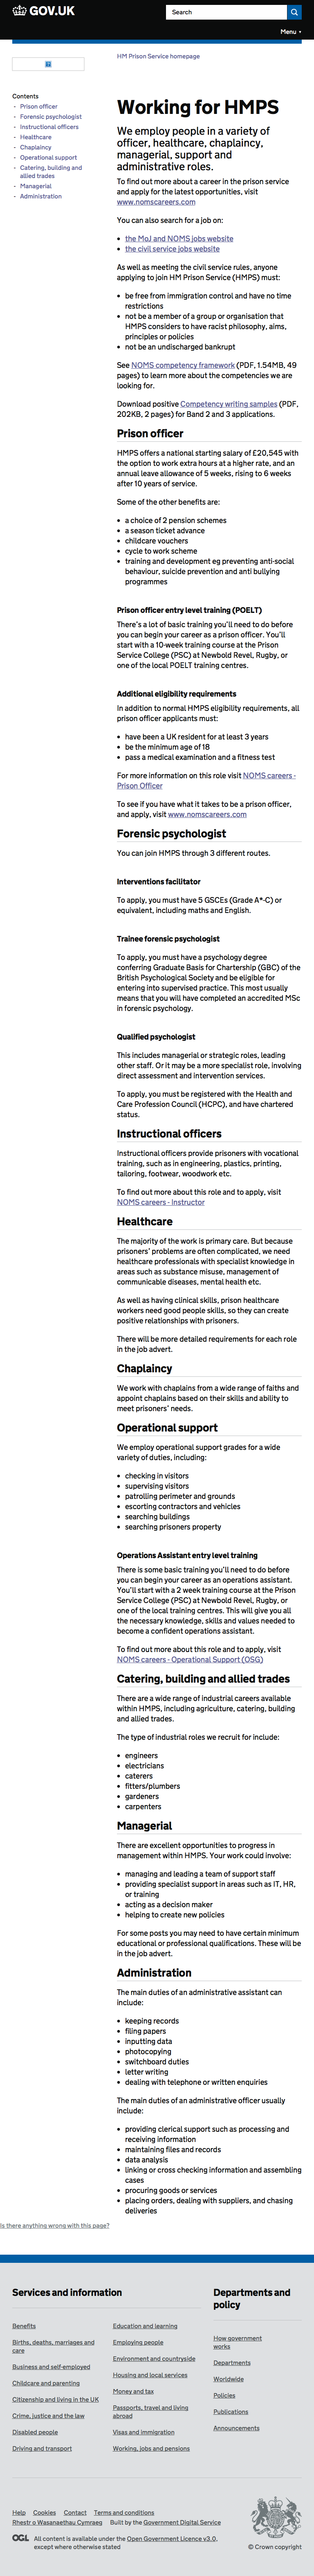 GOV.UK
Search
Menu
HM Prison Service homepage
Contents
- Prison officer
- Forensic psychologist
- Instructional officers
- Healthcare
- Chaplaincy
- Operational support
- Catering, building and
allied trades
- Managerial
- Administration
Working for HMPS
We employ people in a variety of
officer, healthcare, chaplaincy,
managerial, support and
administrative roles.
To find out more about a career in the prison service
and apply for the latest opportunities, visit
www.nomscareers.com
You can also search for a job on:
• the MoJ and NOMS jobs website
• the civil service jobs website
As well as meeting the civil service rules, anyone
applying to join HM Prison Service (HMPS) must:
• be free from immigration control and have no time
restrictions
• not be a member of a group or organisation that
HMPS considers to have racist philosophy, aims,
principles or policies
• not be an undischarged bankrupt
See NOMS competency framework (PDF, 1.54MB, 49
pages) to learn more about the competencies we are
looking for.
Download positive Competency writing samples (PDF,
202KB, 2 pages) for Band 2 and 3 applications.
Prison officer
HMPS offers a national starting salary of £20,545 with
the option to work extra hours at a higher rate, and an
annual leave allowance of 5 weeks, rising to 6 weeks
after 10 years of service.
Some of the other benefits are:
• a choice of 2 pension schemes
• a season ticket advance
• childcare vouchers
• cycle to work scheme
• training and development eg preventing anti-social
behaviour, suicide prevention and anti bullying
programmes
Prison officer entry level training (POELT)
There's a lot of basic training you'll need to do before
you can begin your career as a prison officer. You'll
start with a 10-week training course at the Prison
Service College (PSC) at Newbold Revel, Rugby, or
one of the local POELT training centres.
Additional eligibility requirements
In addition to normal HMPS eligibility requirements, all
prison officer applicants must:
• have been a UK resident for at least 3 years
• be the minimum age of 18
• pass a medical examination and a fitness test
For more information on this role visit NOMS careers -
Prison Officer
To see if you have what it takes to be a prison officer,
and apply, visit www.nomscareers.com
Forensic psychologist
You can join HMPS through 3 different routes.
Interventions facilitator
To apply, you must have 5 GSCEs (Grade A*-C) or
equivalent, including maths and English.
Trainee forensic psychologist
To apply, you must have a psychology degree
conferring Graduate Basis for Chartership (GBC) of the
British Psychological Society and be eligible for
entering into supervised practice. This most usually
means that you will have completed an accredited MSc
in forensic psychology.
Qualified psychologist
This includes managerial or strategic roles, leading
other staff. Or it may be a more specialist role, involving
direct assessment and intervention services.
To apply, you must be registered with the Health and
Care Profession Council (HCPC), and have chartered
status.
Instructional officers
Instructional officers provide prisoners with vocational
training, such as in engineering, plastics, printing,
tailoring, footwear, woodwork etc.
To find out more about this role and to apply, visit
NOMS careers - Instructor
Healthcare
The majority of the work is primary care. But because
prisoners' problems are often complicated, we need
healthcare professionals with specialist knowledge in
areas such as substance misuse, management of
communicable diseases, mental health etc.
As well as having clinical skills, prison healthcare
workers need good people skills, so they can create
positive relationships with prisoners.
There will be more detailed requirements for each role
in the job advert.
Chaplaincy
We work with chaplains from a wide range of faiths and
appoint chaplains based on their skills and ability to
meet prisoners' needs.
Operational support
We employ operational support grades for a wide
variety of duties, including:
• checking in visitors
• supervising visitors
• patrolling perimeter and grounds
• escorting contractors and vehicles
• searching buildings
• searching prisoners property
Operations Assistant entry level training
There is some basic training you'll need to do before
you can begin your career as an operations assistant.
You'll start with a 2 week training course at the Prison
Service College (PSC) at Newbold Revel, Rugby, or
one of the local training centres. This will give you all
the necessary knowledge, skills and values needed to
become a confident operations assistant.
To find out more about this role and to apply, visit
NOMS careers - Operational Support (OSG)
Catering, building and allied trades
There are a wide range of industrial careers available
within HMPS, including agriculture, catering, building
and allied trades.
The type of industrial roles we recruit for include:
• engineers
• electricians
• caterers
• fitters/plumbers
• gardeners
• carpenters
Managerial
There are excellent opportunities to progress in
management within HMPS. Your work could involve:
• managing and leading a team of support staff
• providing specialist support in areas such as IT, HR,
or training
• acting as a decision maker
• helping to create new policies
For some posts you may need to have certain minimum
educational or professional qualifications. These will be
in the job advert.
Administration
The main duties of an administrative assistant can
include:
• keeping records
• filing papers
• inputting data
• photocopying
• switchboard duties
• letter writing
• dealing with telephone or written enquiries
The main duties of an administrative officer usually
include:
• providing clerical support such as processing and
receiving information
• maintaining files and records
• data analysis
• linking or cross checking information and assembling
cases
• procuring goods or services
• placing orders, dealing with suppliers, and chasing
deliveries
Is there anything wrong with this page?
Services and information
Benefits
Births, deaths, marriages and
care
Business and self-employed
Childcare and parenting
Citizenship and living in the UK
Crime, justice and the law
Disabled people
Driving and transport
Education and learning
Employing people
Environment and countryside
Housing and local services
Money and tax
Passports, travel and living
abroad
Visas and immigration
Working, jobs and pensions
Departments and
policy
How government
works
Departments
Worldwide
Policies
Publications
Announcements
Help Cookies Contact Terms and conditions
Rhestr o Wasanaethau Cymraeg Built by the Government Digital Service
OGL All content is available under the Open Government Licence v3.0,
except where otherwise stated
© Crown copyright